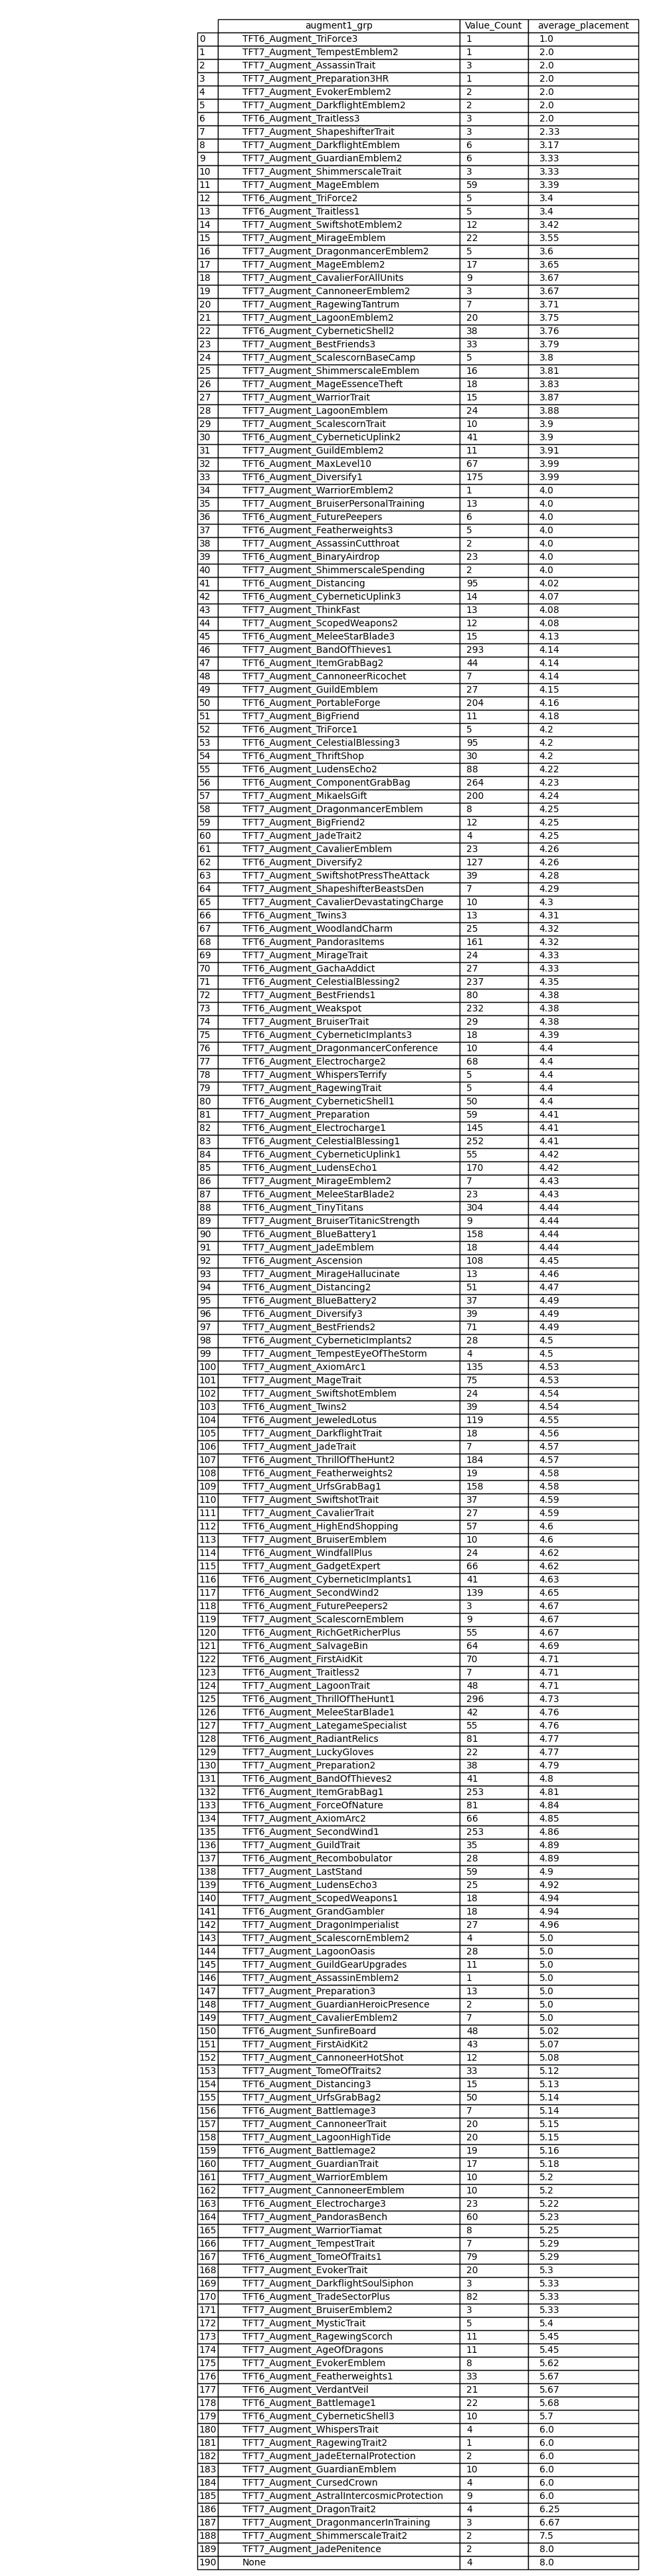 augment1_grp Value_Count average_placement
0 TFT6_Augment_TriForce3 1 1.0
1 TFT7_Augment_TempestEmblem2 1 2.0
2 TFT7_Augment_AssassinTrait 3 2.0
3 TFT7_Augment_Preparation3HR 1 2.0
4 TFT7_Augment_EvokerEmblem2 2 2.0
5 TFT7_Augment_DarkflightEmblem2 2 2.0
6 TFT6_Augment_Traitless3 3 2.0
7 TFT7_Augment_ShapeshifterTrait 3 2.33
8 TFT7_Augment_DarkflightEmblem 6 3.17
9 TFT7_Augment_GuardianEmblem2 6 3.33
10 TFT7_Augment_ShimmerscaleTrait 3 3.33
11 TFT7_Augment_MageEmblem 59 3.39
12 TFT6_Augment_TriForce2 5 3.4
13 TFT6_Augment_Traitless1 5 3.4
14 TFT7_Augment_SwiftshotEmblem2 12 3.42
15 TFT7_Augment_MirageEmblem 22 3.55
16 TFT7_Augment_DragonmancerEmblem2 5 3.6
17 TFT7_Augment_MageEmblem2 17 3.65
18 TFT7_Augment_CavalierForAllUnits 9 3.67
19 TFT7_Augment_CannoneerEmblem2 3 3.67
20 TFT7_Augment_RagewingTantrum 7 3.71
21 TFT7_Augment_LagoonEmblem2 20 3.75
22 TFT6_Augment_CyberneticShell2 38 3.76
23 TFT7_Augment_BestFriends3 33 3.79
24 TFT7_Augment_ScalescornBaseCamp 5 3.8
25 TFT7_Augment_ShimmerscaleEmblem 16 3.81
26 TFT7_Augment_MageEssenceTheft 18 3.83
27 TFT7_Augment_WarriorTrait 15 3.87
28 TFT7_Augment_LagoonEmblem 24 3.88
29 TFT7_Augment_ScalescornTrait 10 3.9
30 TFT6_Augment_CyberneticUplink2 41 3.9
31 TFT7_Augment_GuildEmblem2 11 3.91
32 TFT6_Augment_MaxLevel10 67 3.99
33 TFT6_Augment_Diversify1 175 3.99
34 TFT7_Augment_WarriorEmblem2 1 4.0
35 TFT7_Augment_BruiserPersonalTraining 13 4.0
36 TFT6_Augment_FuturePeepers 6 4.0
37 TFT6_Augment_Featherweights3 5 4.0
38 TFT7_Augment_AssassinCutthroat 2 4.0
39 TFT6_Augment_BinaryAirdrop 23 4.0
40 TFT7_Augment_ShimmerscaleSpending 2 4.0
41 TFT6_Augment_Distancing 95 4.02
42 TFT6_Augment_CyberneticUplink3 14 4.07
43 TFT7_Augment_ThinkFast 13 4.08
44 TFT7_Augment_ScopedWeapons2 12 4.08
45 TFT6_Augment_MeleeStarBlade3 15 4.13
46 TFT7_Augment_BandOfThieves1 293 4.14
47 TFT6_Augment_ItemGrabBag2 44 4.14
48 TFT7_Augment_CannoneerRicochet 7 4.14
49 TFT7_Augment_GuildEmblem 27 4.15
50 TFT6_Augment_PortableForge 204 4.16
51 TFT7_Augment_BigFriend 11 4.18
52 TFT6_Augment_TriForce1 5 4.2
53 TFT6_Augment_CelestialBlessing3 95 4.2
54 TFT6_Augment_ThriftShop 30 4.2
55 TFT6_Augment_LudensEcho2 88 4.22
56 TFT6_Augment_ComponentGrabBag 264 4.23
57 TFT7_Augment_MikaelsGift 200 4.24
58 TFT7_Augment_DragonmancerEmblem 8 4.25
59 TFT7_Augment_BigFriend2 12 4.25
60 TFT7_Augment_JadeTrait2 4 4.25
61 TFT7_Augment_CavalierEmblem 23 4.26
62 TFT6_Augment_Diversify2 127 4.26
63 TFT7_Augment_SwiftshotPressTheAttack 39 4.28
64 TFT7_Augment_ShapeshifterBeastsDen 7 4.29
65 TFT7_Augment_CavalierDevastatingCharge 10 4.3
66 TFT6_Augment_Twins3 13 4.31
67 TFT6_Augment_WoodlandCharm 25 4.32
68 TFT6_Augment_PandorasItems 161 4.32
69 TFT7_Augment_MirageTrait 24 4.33
70 TFT7_Augment_GachaAddict 27 4.33
71 TFT6_Augment_CelestialBlessing2 237 4.35
72 TFT7_Augment_BestFriends1 80 4.38
73 TFT6_Augment_Weakspot 232 4.38
74 TFT7_Augment_BruiserTrait 29 4.38
75 TFT6_Augment_CyberneticImplants3 18 4.39
76 TFT7_Augment_DragonmancerConference 10 4.4
77 TFT6_Augment_Electrocharge2 68 4.4
78 TFT7_Augment_WhispersTerrify 5 4.4
79 TFT7_Augment_RagewingTrait 5 4.4
80 TFT6_Augment_CyberneticShell1 50 4.4
81 TFT7_Augment_Preparation 59 4.41
82 TFT6_Augment_Electrocharge1 145 4.41
83 TFT6_Augment_CelestialBlessing1 252 4.41
84 TFT6_Augment_CyberneticUplink1 55 4.42
85 TFT6_Augment_LudensEcho1 170 4.42
86 TFT7_Augment_MirageEmblem2 7 4.43
87 TFT6_Augment_MeleeStarBlade2 23 4.43
88 TFT6_Augment_TinyTitans 304 4.44
89 TFT7_Augment_BruiserTitanicStrength 9 4.44
90 TFT6_Augment_BlueBattery1 158 4.44
91 TFT7_Augment_JadeEmblem 18 4.44
92 TFT6_Augment_Ascension 108 4.45
93 TFT7_Augment_MirageHallucinate 13 4.46
94 TFT6_Augment_Distancing2 51 4.47
95 TFT6_Augment_BlueBattery2 37 4.49
96 TFT6_Augment_Diversify3 39 4.49
97 TFT7_Augment_BestFriends2 71 4.49
98 TFT6_Augment_CyberneticImplants2 28 4.5
99 TFT7_Augment_TempestEyeOfTheStorm 4 4.5
100 TFT7_Augment_AxiomArc1 135 4.53
101 TFT7_Augment_MageTrait 75 4.53
102 TFT7_Augment_SwiftshotEmblem 24 4.54
103 TFT6_Augment_Twins2 39 4.54
104 TFT6_Augment_JeweledLotus 119 4.55
105 TFT7_Augment_DarkflightTrait 18 4.56
106 TFT7_Augment_JadeTrait 7 4.57
107 TFT6_Augment_ThrillOfTheHunt2 184 4.57
108 TFT6_Augment_Featherweights2 19 4.58
109 TFT7_Augment_UrfsGrabBag1 158 4.58
110 TFT7_Augment_SwiftshotTrait 37 4.59
111 TFT7_Augment_CavalierTrait 27 4.59
112 TFT6_Augment_HighEndShopping 57 4.6
113 TFT7_Augment_BruiserEmblem 10 4.6
114 TFT6_Augment_WindfallPlus 24 4.62
115 TFT7_Augment_GadgetExpert 66 4.62
116 TFT6_Augment_CyberneticImplants1 41 4.63
117 TFT6_Augment_SecondWind2 139 4.65
118 TFT6_Augment_FuturePeepers2 3 4.67
119 TFT7_Augment_ScalescornEmblem 9 4.67
120 TFT6_Augment_RichGetRicherPlus 55 4.67
121 TFT6_Augment_SalvageBin 64 4.69
122 TFT6_Augment_FirstAidKit 70 4.71
123 TFT6_Augment_Traitless2 7 4.71
124 TFT7_Augment_LagoonTrait 48 4.71
125 TFT6_Augment_ThrillOfTheHunt1 296 4.73
126 TFT6_Augment_MeleeStarBlade1 42 4.76
127 TFT7_Augment_LategameSpecialist 55 4.76
128 TFT6_Augment_RadiantRelics 81 4.77
129 TFT7_Augment_LuckyGloves 22 4.77
130 TFT7_Augment_Preparation2 38 4.79
131 TFT6_Augment_BandOfThieves2 41 4.8
132 TFT6_Augment_ItemGrabBag1 253 4.81
133 TFT6_Augment_ForceOfNature 81 4.84
134 TFT7_Augment_AxiomArc2 66 4.85
135 TFT6_Augment_SecondWind1 253 4.86
136 TFT7_Augment_GuildTrait 35 4.89
137 TFT6_Augment_Recombobulator 28 4.89
138 TFT7_Augment_LastStand 59 4.9
139 TFT6_Augment_LudensEcho3 25 4.92
140 TFT7_Augment_ScopedWeapons1 18 4.94
141 TFT6_Augment_GrandGambler 18 4.94
142 TFT7_Augment_DragonImperialist 27 4.96
143 TFT7_Augment_ScalescornEmblem2 4 5.0
144 TFT7_Augment_LagoonOasis 28 5.0
145 TFT7_Augment_GuildGearUpgrades 11 5.0
146 TFT7_Augment_AssassinEmblem2 1 5.0
147 TFT7_Augment_Preparation3 13 5.0
148 TFT7_Augment_GuardianHeroicPresence 2 5.0
149 TFT7_Augment_CavalierEmblem2 7 5.0
150 TFT6_Augment_SunfireBoard 48 5.02
151 TFT7_Augment_FirstAidKit2 43 5.07
152 TFT7_Augment_CannoneerHotShot 12 5.08
153 TFT7_Augment_TomeOfTraits2 33 5.12
154 TFT6_Augment_Distancing3 15 5.13
155 TFT7_Augment_UrfsGrabBag2 50 5.14
156 TFT6_Augment_Battlemage3 7 5.14
157 TFT7_Augment_CannoneerTrait 20 5.15
158 TFT7_Augment_LagoonHighTide 20 5.15
159 TFT6_Augment_Battlemage2 19 5.16
160 TFT7_Augment_GuardianTrait 17 5.18
161 TFT7_Augment_WarriorEmblem 10 5.2
162 TFT7_Augment_CannoneerEmblem 10 5.2
163 TFT6_Augment_Electrocharge3 23 5.22
164 TFT7_Augment_PandorasBench 60 5.23
165 TFT7_Augment_WarriorTiamat 8 5.25
166 TFT7_Augment_TempestTrait 7 5.29
167 TFT6_Augment_TomeOfTraits1 79 5.29
168 TFT7_Augment_EvokerTrait 20 5.3
169 TFT7_Augment_DarkflightSoulSiphon 3 5.33
170 TFT6_Augment_TradeSectorPlus 82 5.33
171 TFT7_Augment_BruiserEmblem2 3 5.33
172 TFT7_Augment_MysticTrait 5 5.4
173 TFT7_Augment_RagewingScorch 11 5.45
174 TFT7_Augment_AgeOfDragons 11 5.45
175 TFT7_Augment_EvokerEmblem 8 5.62
176 TFT6_Augment_Featherweights1 33 5.67
177 TFT6_Augment_VerdantVeil 21 5.67
178 TFT6_Augment_Battlemage1 22 5.68
179 TFT6_Augment_CyberneticShell3 10 5.7
180 TFT7_Augment_WhispersTrait 4 6.0
181 TFT7_Augment_RagewingTrait2 1 6.0
182 TFT7_Augment_JadeEternalProtection 2 6.0
183 TFT7_Augment_GuardianEmblem 10 6.0
184 TFT7_Augment_CursedCrown 4 6.0
185 TFT7_Augment_AstralIntercosmicProtection 9 6.0
186 TFT7_Augment_DragonTrait2 4 6.25
187 TFT7_Augment_DragonmancerInTraining 3 6.67
188 TFT7_Augment_ShimmerscaleTrait2 2 7.5
189 TFT7_Augment_JadePenitence 2 8.0
190 None 4 8.0